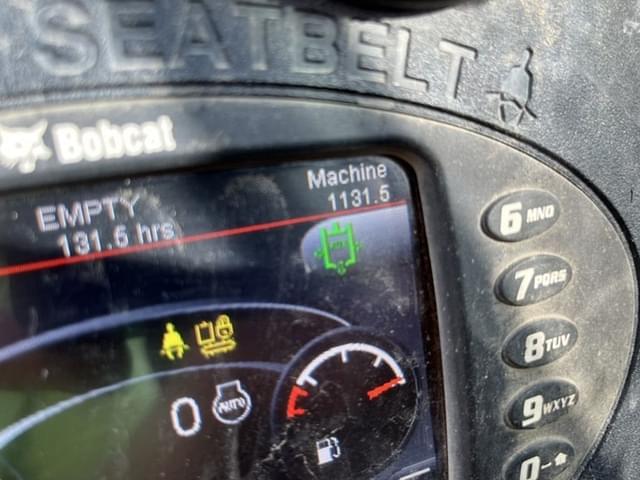 SEATBELT
Bobcat
EMPTY
131.5 hrs
Machine
1131.5
AUTO
0
6 MNO
7 PQRS
8 TUV
9 WXYZ
0